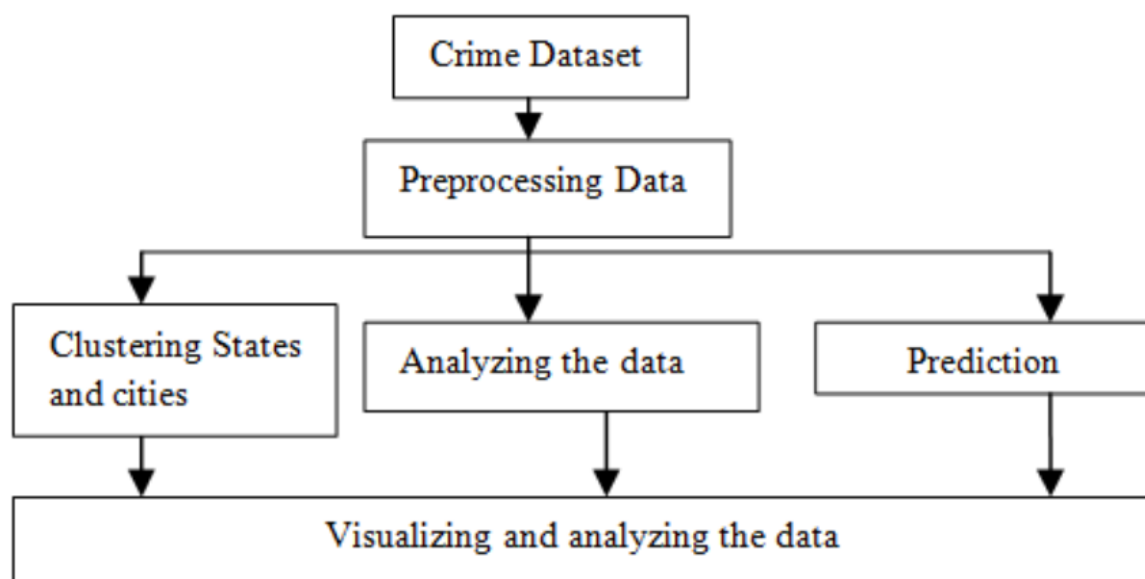 Crime Dataset
Preprocessing Data
Clustering States
and cities
Analyzing the data
Prediction
Visualizing and analyzing the data